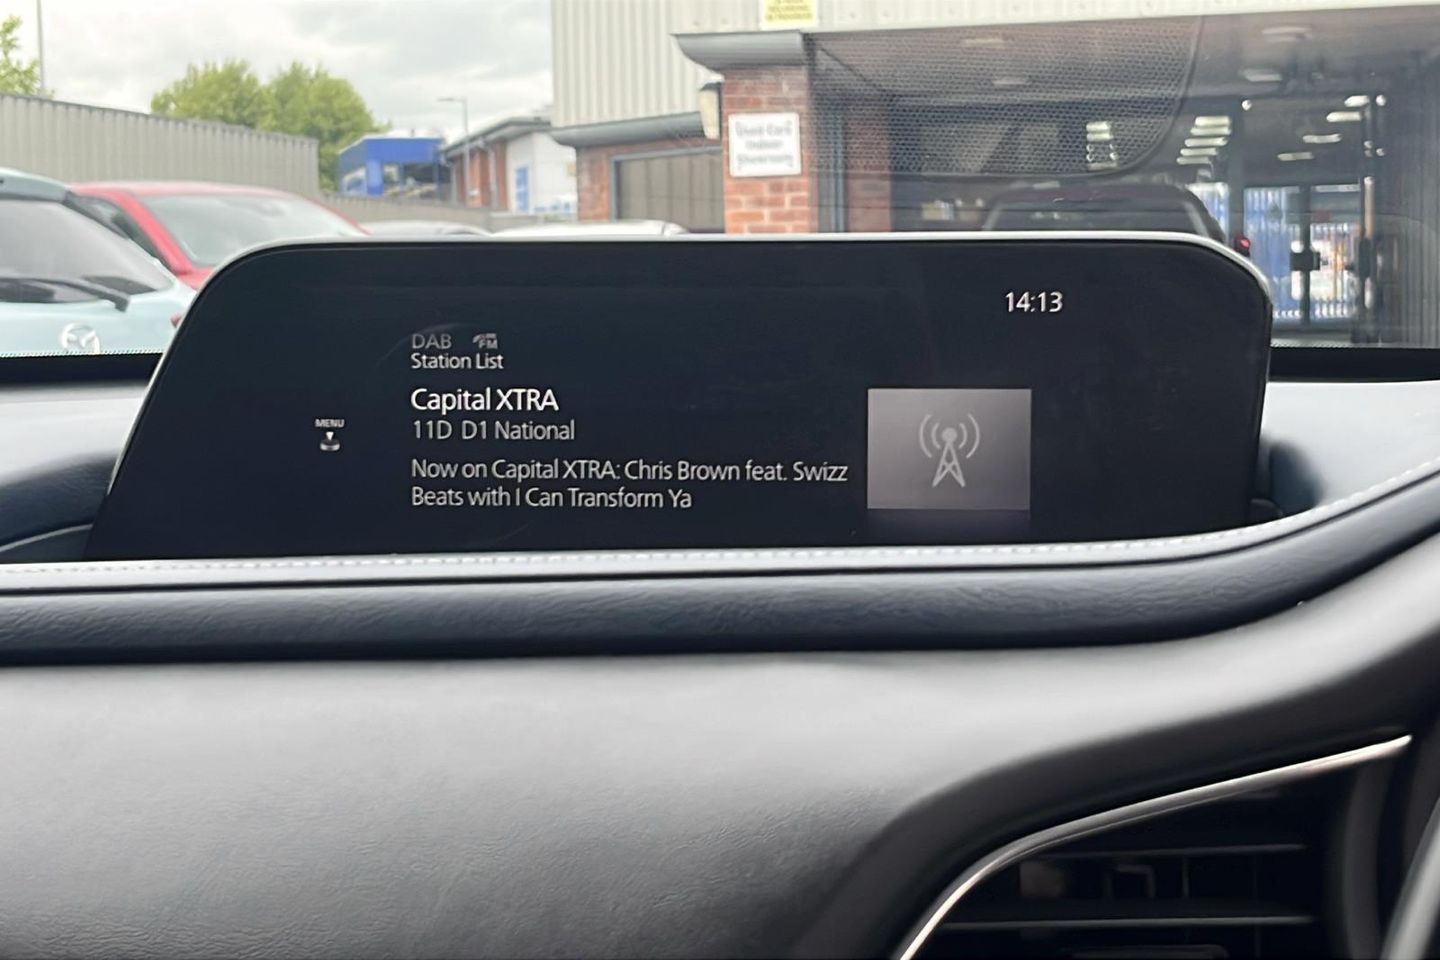 14:13
DAB FM
Station List
Capital XTRA
11D D1 National
MENU
Now on Capital XTRA: Chris Brown feat. Swizz
Beats with I Can Transform Ya